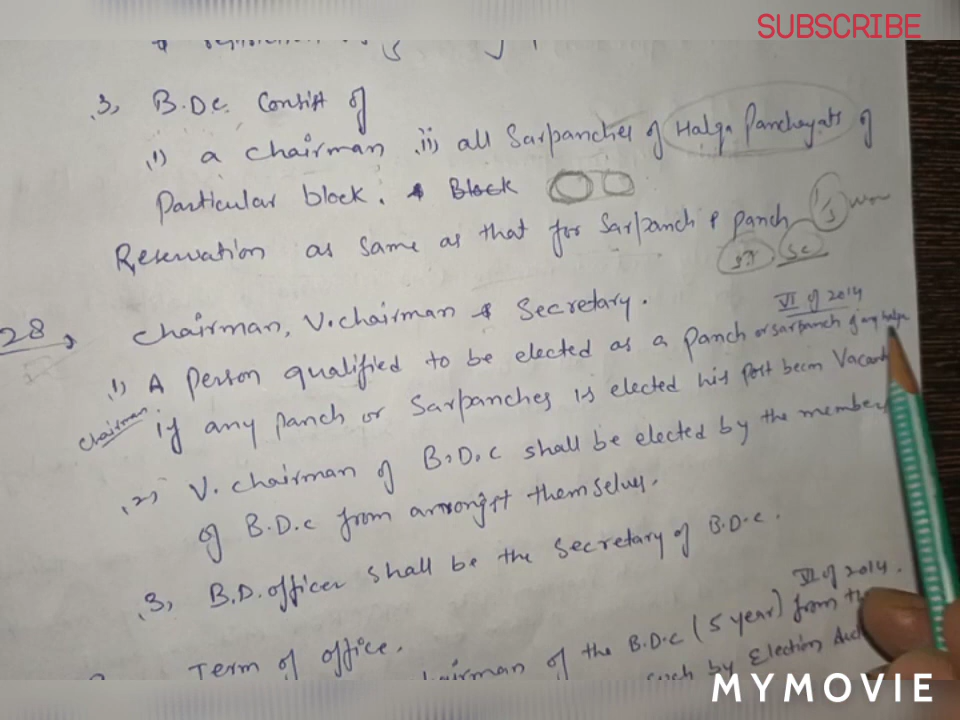 SUBSCRIBE
3, B.D.C. Consist of
(i) a chairman (ii) all Sarpanches of Halqa Panchayats of
Particular block. Block
Reservation as same as that for Sarpanch & Panch
ST SC 1/3
28, Chairman, V.chairman & Secretary.
VI of 2014
(1) A person qualified to be elected as a panch or sarpanch of any halqa
Chairman. if any panch or Sarpanches is elected his post becm Vacant
(2) V. chairman of B.D.C shall be elected by the members
of B.D.C from amongst themselves.
(3) B.D.officer shall be the Secretary of B.D.C.
VI of 2014.
Term of office.
of the B.D.C (5 year) from the
by Election
MYMOVIE